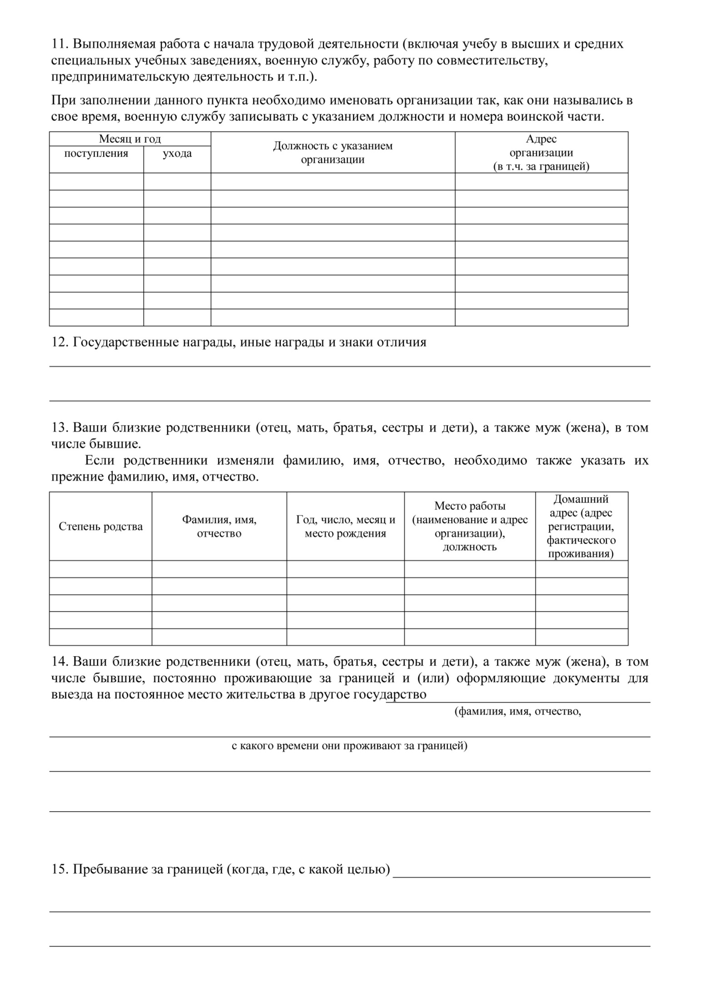 11. Выполняемая работа с начала трудовой деятельности (включая учебу в высших и средних
специальных учебных заведениях, военную службу, работу по совместительству,
предпринимательскую деятельность и т.п.).
При заполнении данного пункта необходимо именовать организации так, как они назывались в
свое время, военную службу записывать с указанием должности и номера воинской части.
Месяц и год
поступления
ухода
Должность с указанием
организации
Адрес
организации
(в т.ч. за границей)
12. Государственные награды, иные награды и знаки отличия
13. Ваши близкие родственники (отец, мать, братья, сестры и дети), а также муж (жена), в том
числе бывшие.
Если родственники изменяли фамилию, имя, отчество, необходимо также указать их
прежние фамилию, имя, отчество.
Степень родства
Фамилия, имя,
отчество
Год, число, месяц и
место рождения
Место работы
(наименование и адрес
организации),
должность
Домашний
адрес (адрес
регистрации,
фактического
проживания)
14. Ваши близкие родственники (отец, мать, братья, сестры и дети), а также муж (жена), в том
числе бывшие, постоянно проживающие за границей и (или) оформляющие документы для
выезда на постоянное место жительства в другое государство
(фамилия, имя, отчество,
с какого времени они проживают за границей)
15. Пребывание за границей (когда, где, с какой целью)